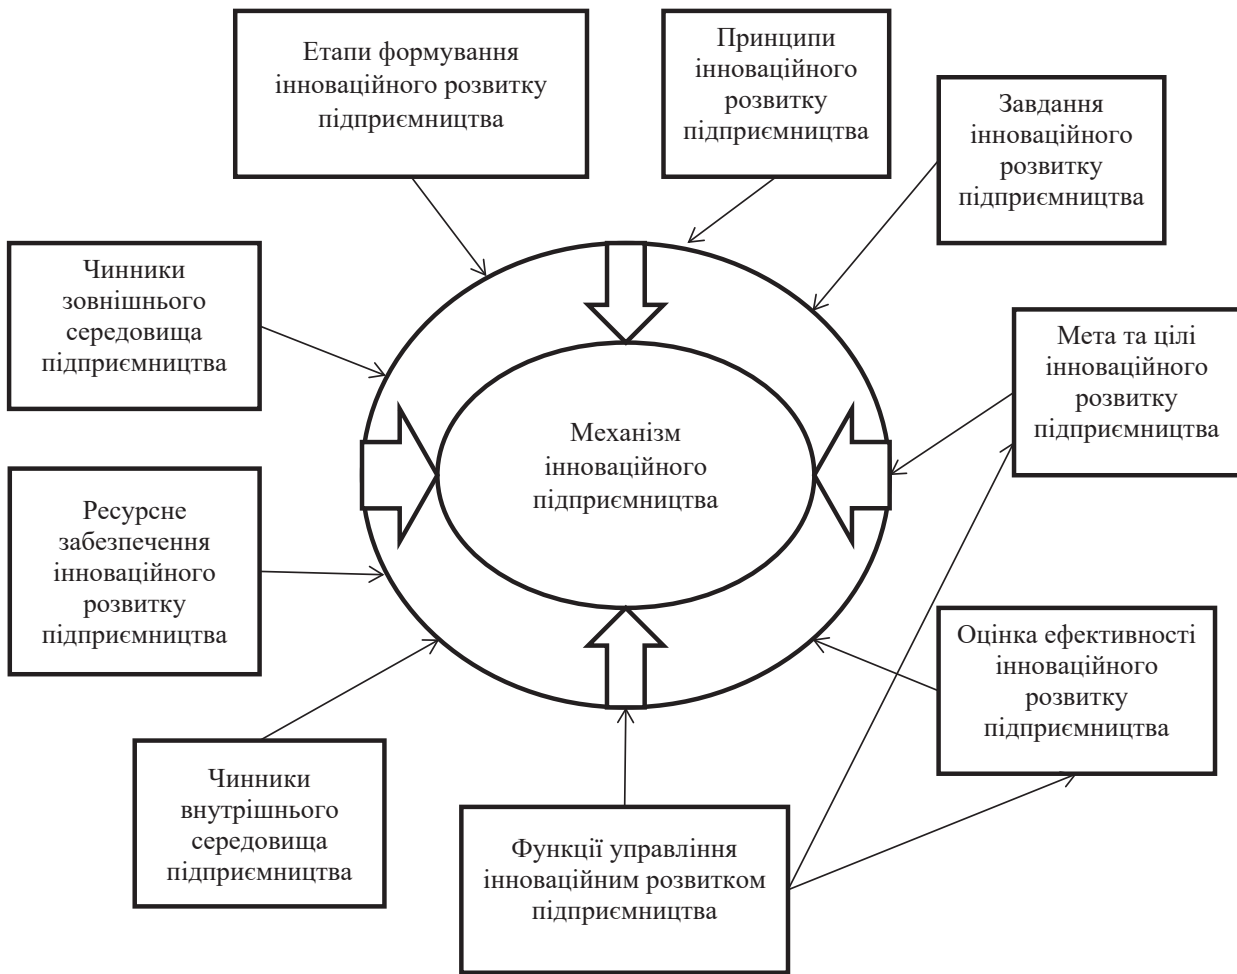 Етапи формування
інноваційного розвитку
підприємництва
Принципи
інноваційного
розвитку
підприємництва
Завдання
інноваційного
розвитку
підприємництва
Чинники
зовнішнього
середовища
підприємництва
Мета та цілі
інноваційного
розвитку
підприємництва
Механізм
інноваційного
підприємництва
Ресурсне
забезпечення
інноваційного
розвитку
підприємництва
Оцінка ефективності
інноваційного
розвитку
підприємництва
Чинники
внутрішнього
середовища
підприємництва
Функції управління
інноваційним розвитком
підприємництва